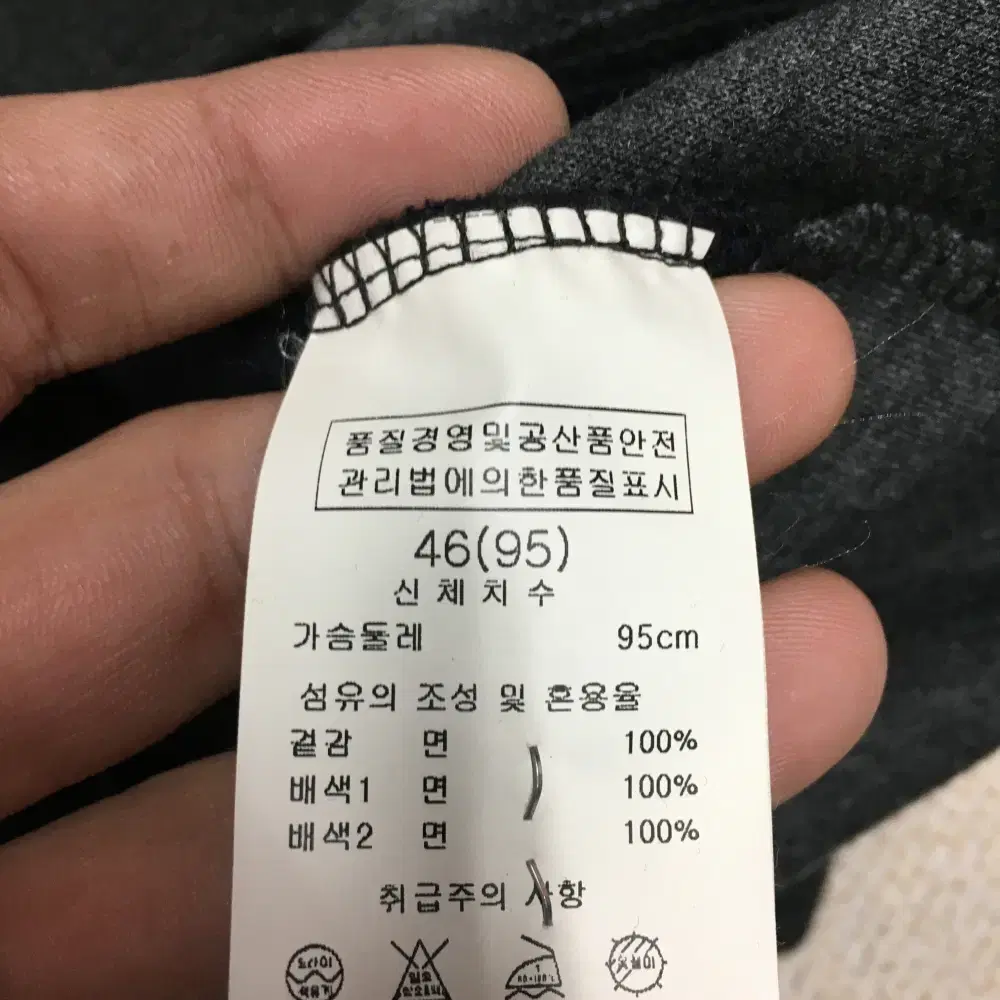 품질경영및공산품안전
관리법에의한품질표시
46(95)
신체치수
가슴둘레 95cm
섬유의 조성 및 혼용율
겉감 면 100%
배색1 면 100%
배색2 면 100%
취급주의 사항
드라이